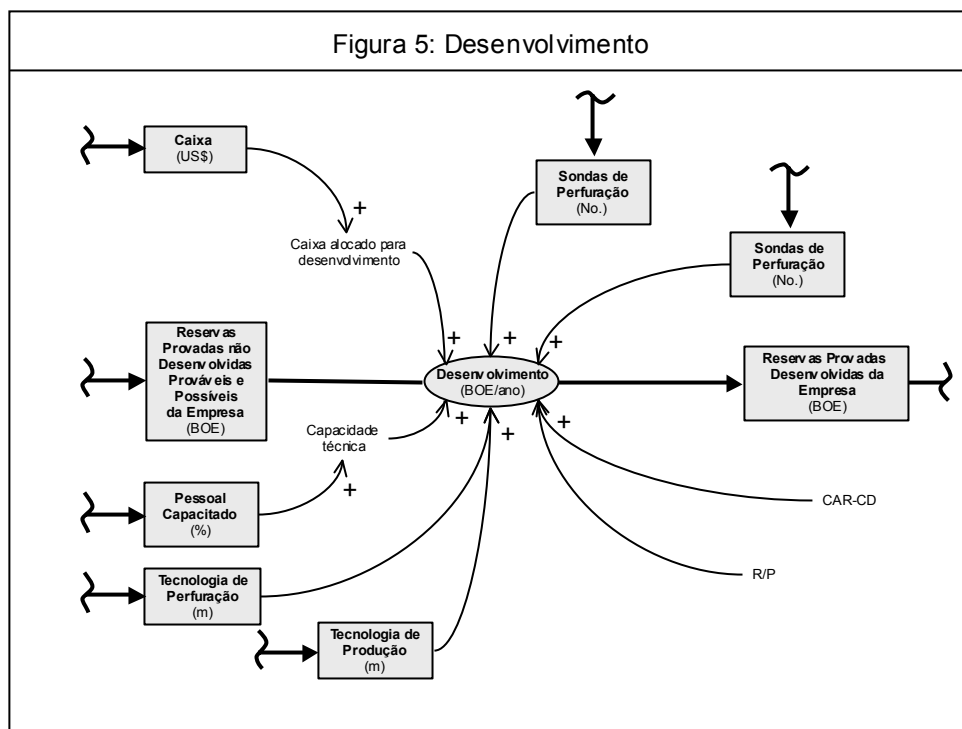 Figura 5: Desenvolvimento
Caixa
(US$)
+
Caixa alocado para
desenvolvimento
+
Sondas de
Perfuração
(No.)
+
Sondas de
Perfuração
(No.)
+
Reservas
Provadas não
Desenvolvidas
Prováveis e
Possíveis
da Empresa
(BOE)
Desenvolvimento
(BOE/ano)
Reservas Provadas
Desenvolvidas da
Empresa
(BOE)
Capacidade
técnica
+
+
+
+
Pessoal
Capacitado
(%)
CAR-CD
R/P
Tecnologia de
Perfuração
(m)
Tecnologia de
Produção
(m)